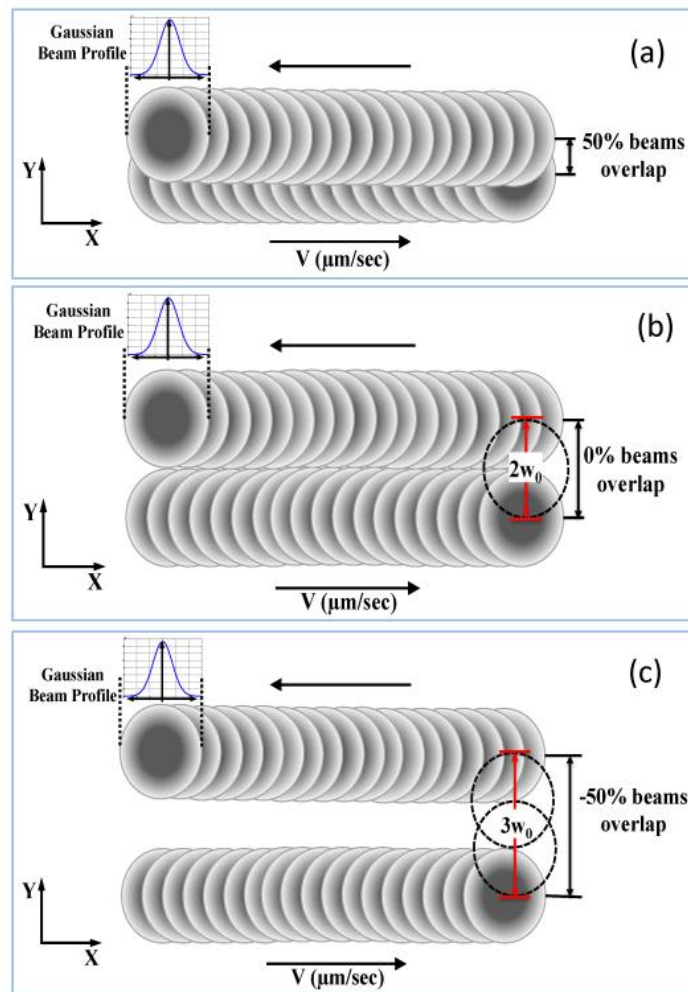 Gaussian
Beam Profile
(a)
50% beams
overlap
Y
X
V (μm/sec)
Gaussian
Beam Profile
(b)
2w₀
0% beams
overlap
Y
X
V (μm/sec)
Gaussian
Beam Profile
(c)
3w₀
-50% beams
overlap
Y
X
V (μm/sec)